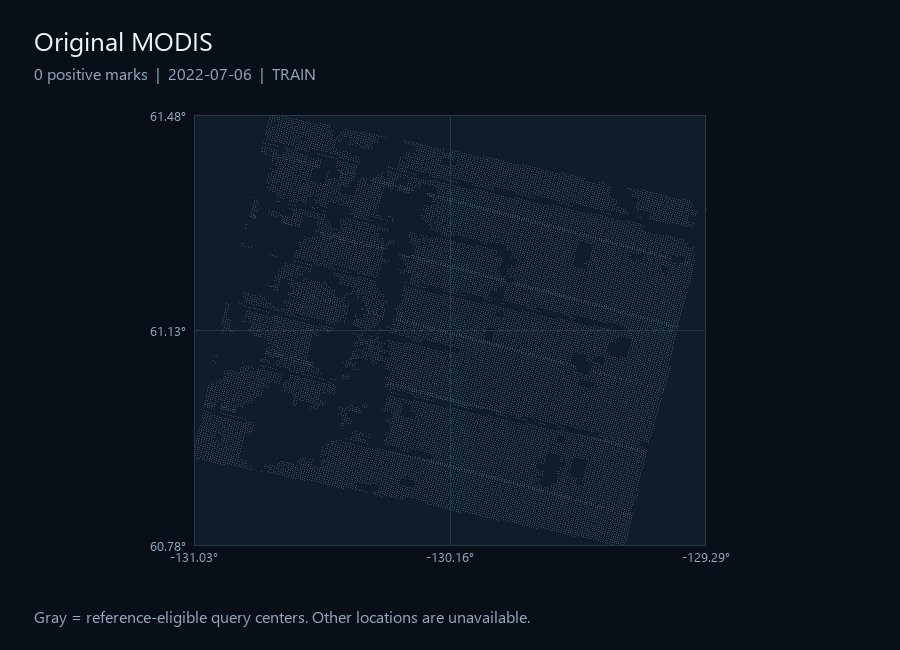 Original MODIS
0 positive marks | 2022-07-06 | TRAIN
61.48°
61.13°
60.78°
-131.03°
-130.16°
-129.29°
Gray = reference-eligible query centers. Other locations are unavailable.